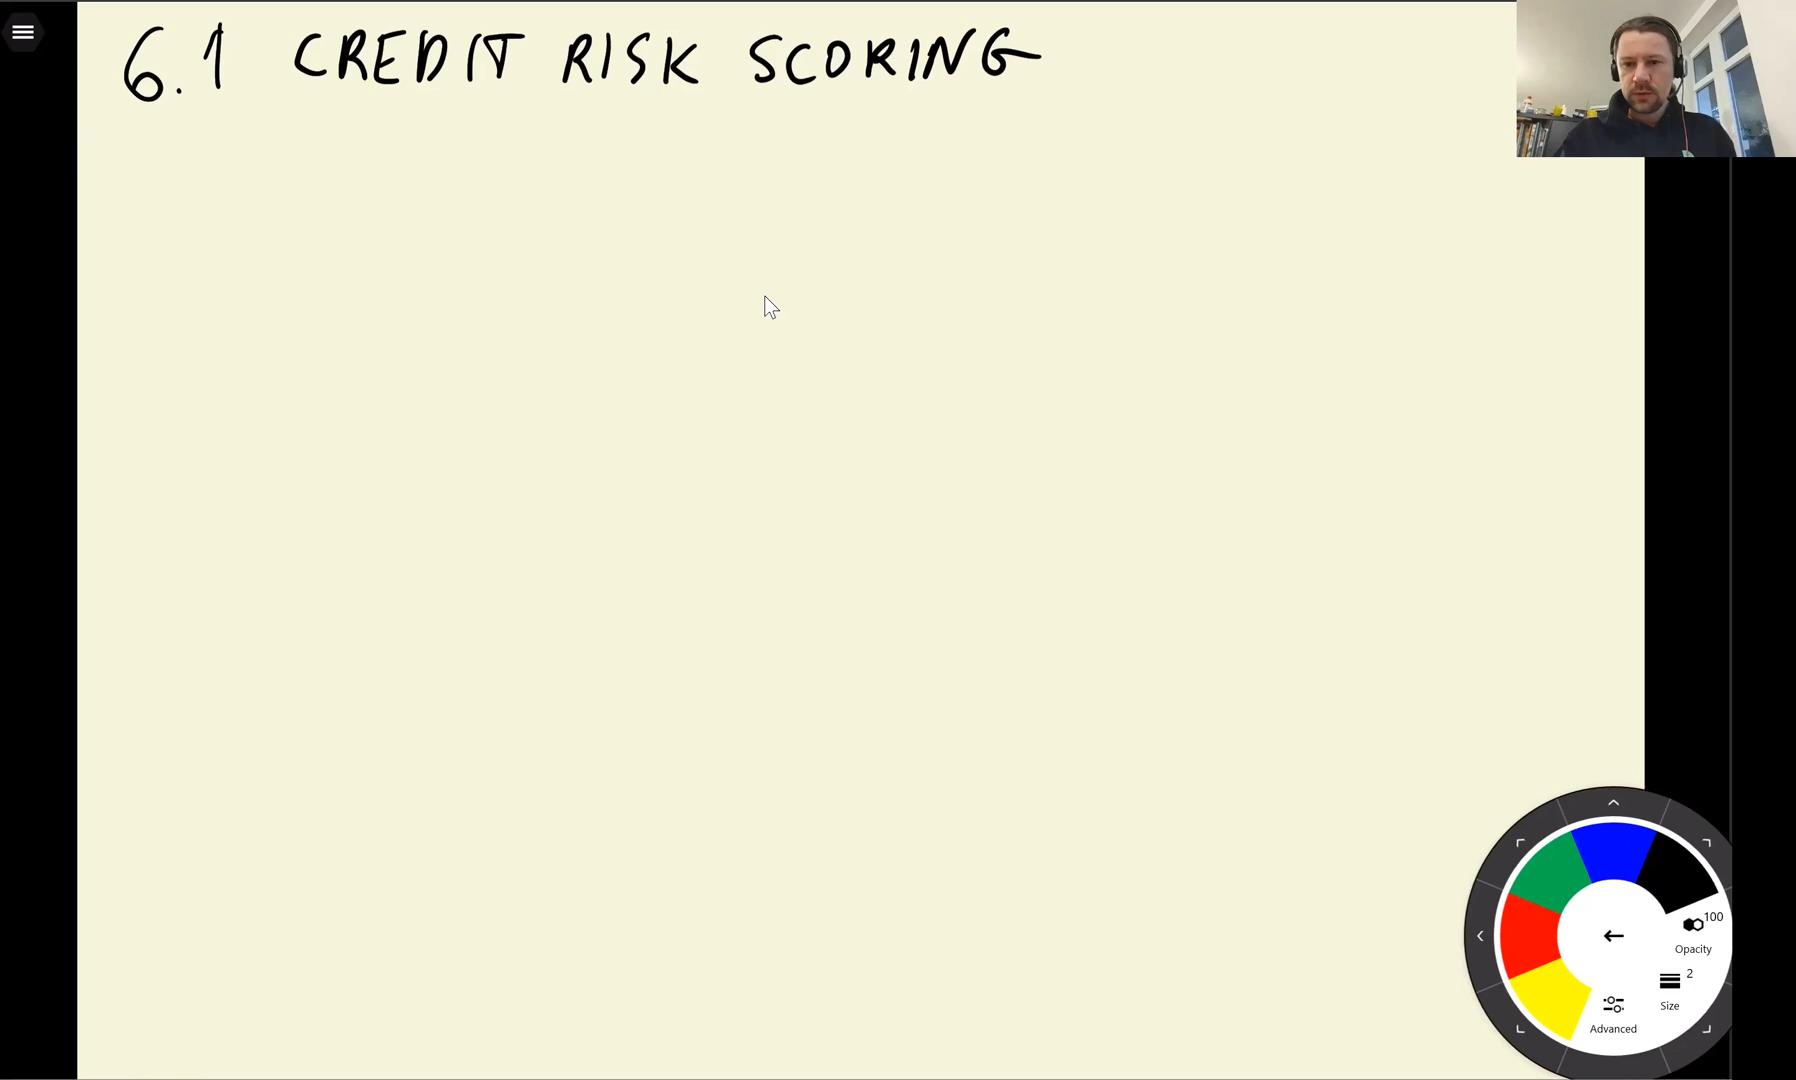 6.1 CREDIT RISK SCORING
100
Opacity
2
Size
Advanced